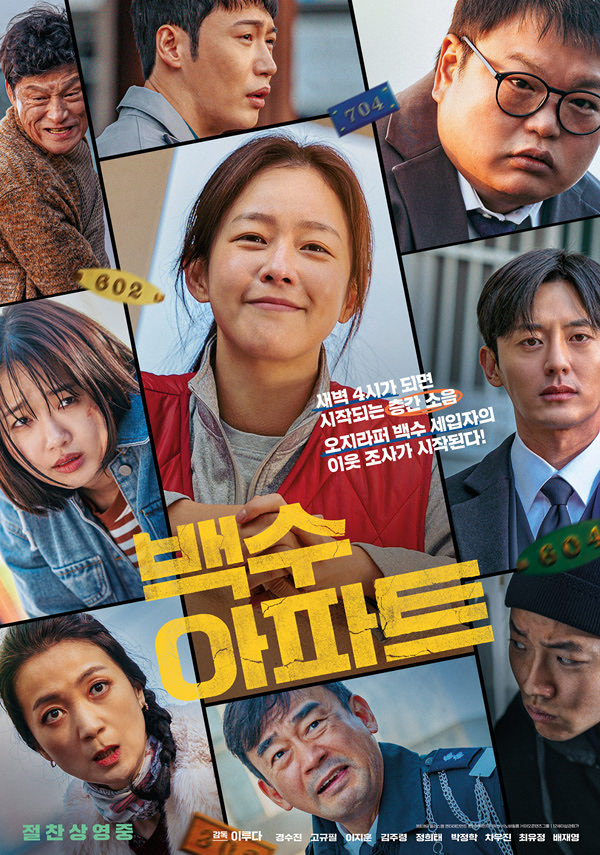 704
602
새벽 4시가 되면
시작되는 층간 소음
오지라퍼 백수 세입자의
이웃 조사가 시작된다!
백수
아파트
604
절찬상영중
감독 이루다 경수진 고규필 이지훈 김주령 정희태 박정학 차우진 최유정 배재영